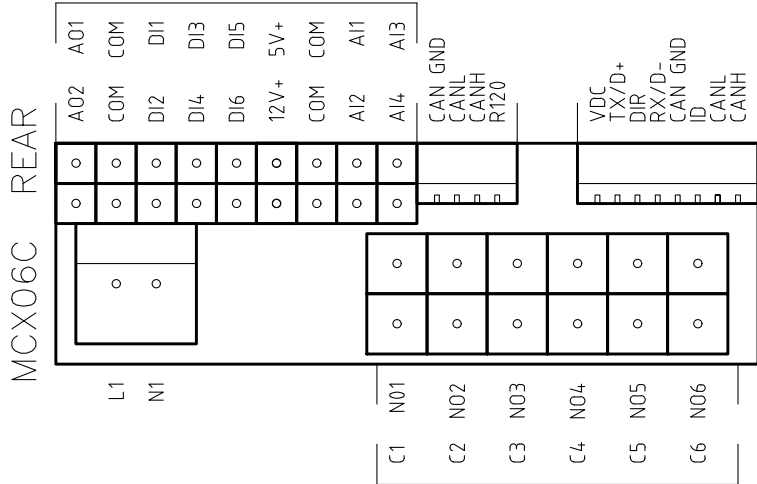 AO1 COM DI1 DI3 DI5 5V+ COM AI1 AI3
AO2 COM DI2 DI4 DI6 12V+ COM AI2 AI4
CAN GND
CANL
CANH
R120
VDC
TX/D+
DIR
RX/D-
CAN GND
ID
CANL
CANH
MCX06C REAR
L1 N1
N01 NO2 NO3 NO4 NO5 NO6
C1 C2 C3 C4 C5 C6